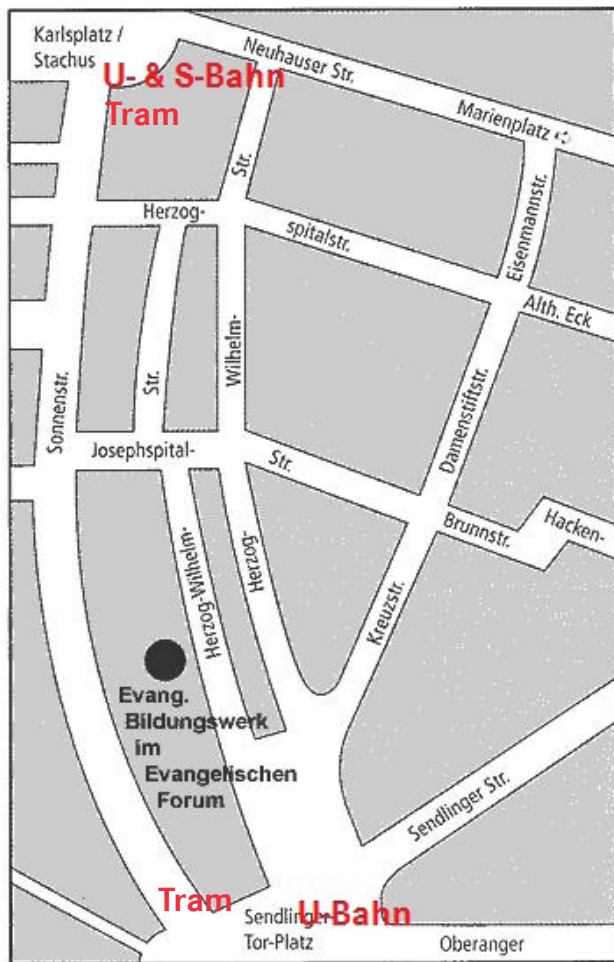 Karlsplatz /
Stachus
U- & S-Bahn
Tram
Neuhauser Str.
Marienplatz
Str.
Herzog-
spitalstr.
Eisenmannstr.
Alth. Eck
Wilhelm-
Str.
Sonnenstr.
Damenstiftstr.
Josephspital-
Str.
Brunnstr.
Hacken-
Herzog-Wilhelm-
Herzog-
Kreuzstr.
Evang.
Bildungswerk
im
Evangelischen
Forum
Sendlinger Str.
Tram
U-Bahn
Sendlinger
Tor-Platz
Oberanger